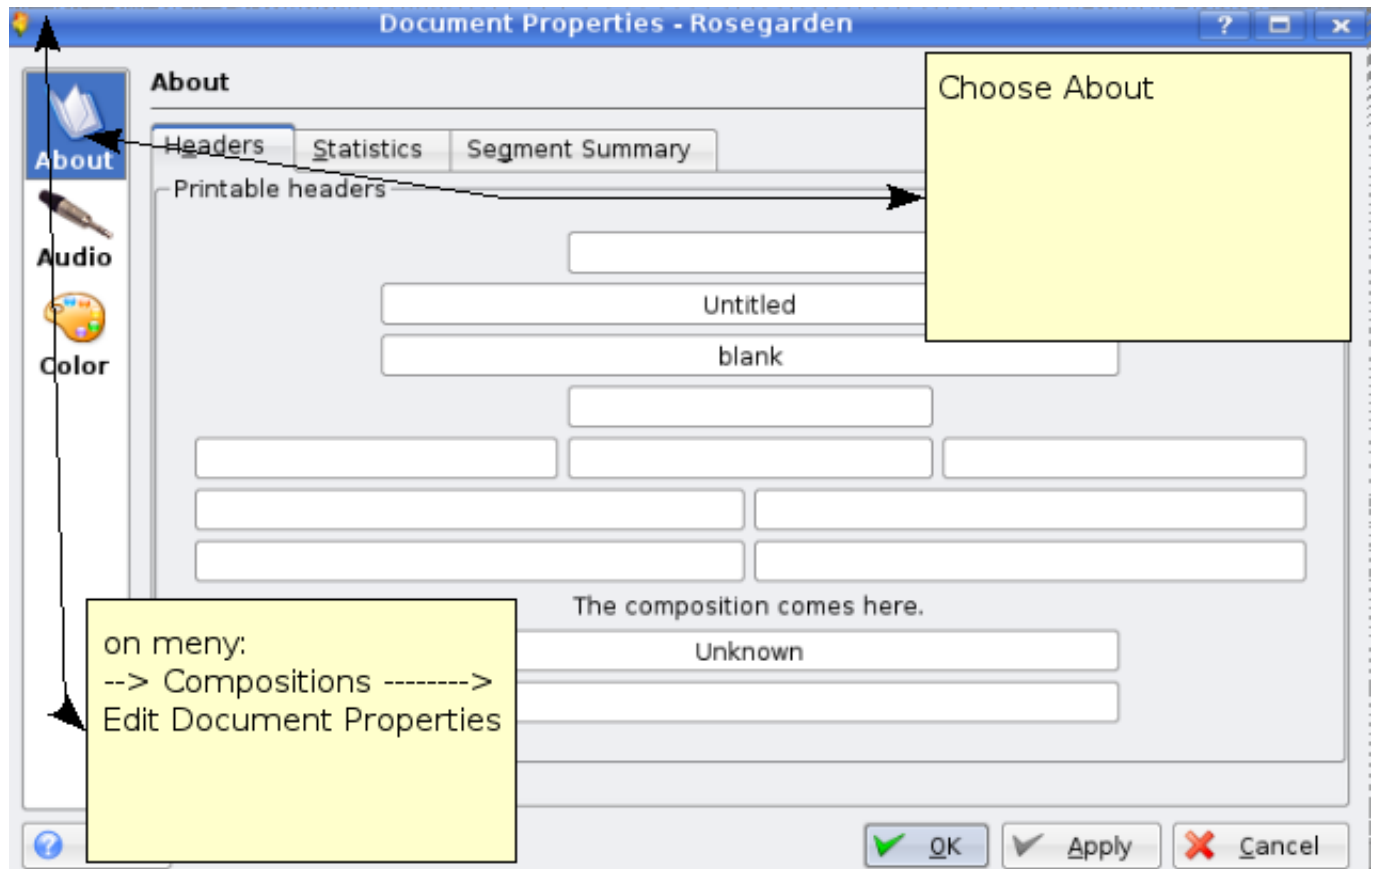 Document Properties - Rosegarden
About
Choose About
About
Headers Statistics Segment Summary
Printable headers
Audio
Untitled
blank
Color
The composition comes here.
Unknown
on meny:
--> Compositions -------->
Edit Document Properties
OK Apply Cancel